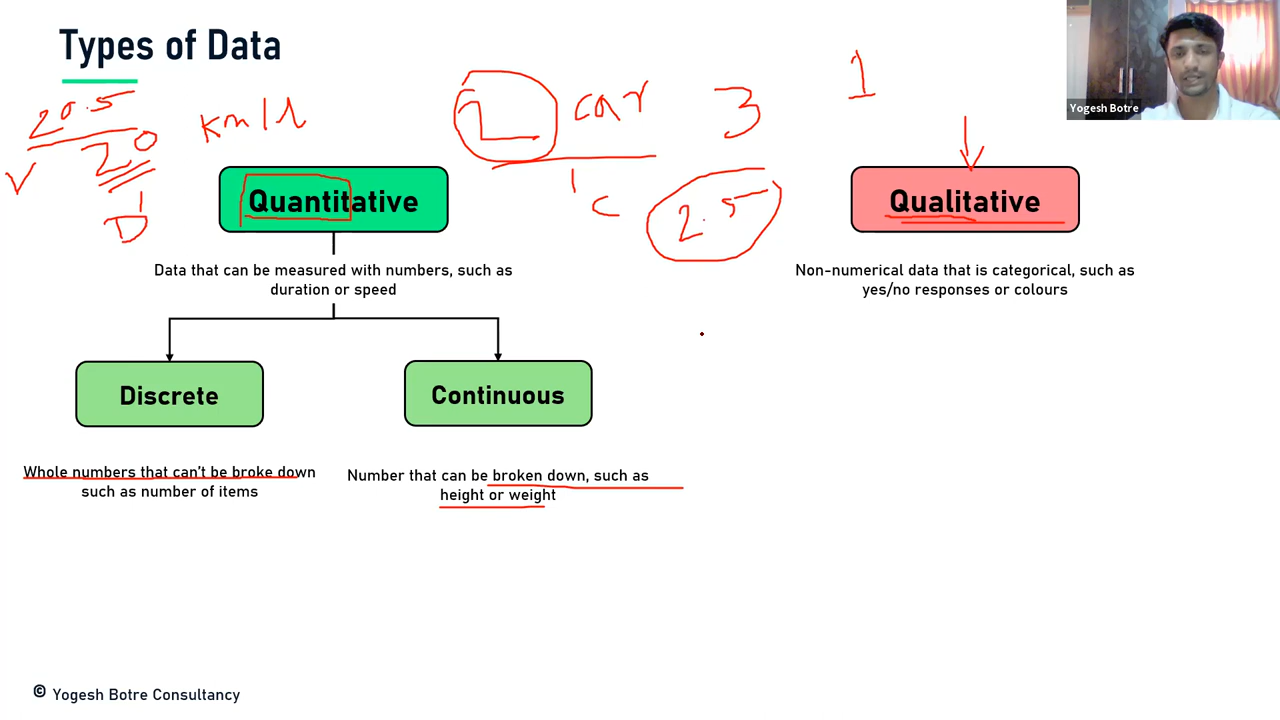 Types of Data
20.5
20
km/l
D
2 car 3 1
c
2.5
Yogesh Botre
Quantitative
Qualitative
Data that can be measured with numbers, such as
duration or speed
Non-numerical data that is categorical, such as
yes/no responses or colours
Discrete
Continuous
Whole numbers that can't be broke down
such as number of items
Number that can be broken down, such as
height or weight
© Yogesh Botre Consultancy